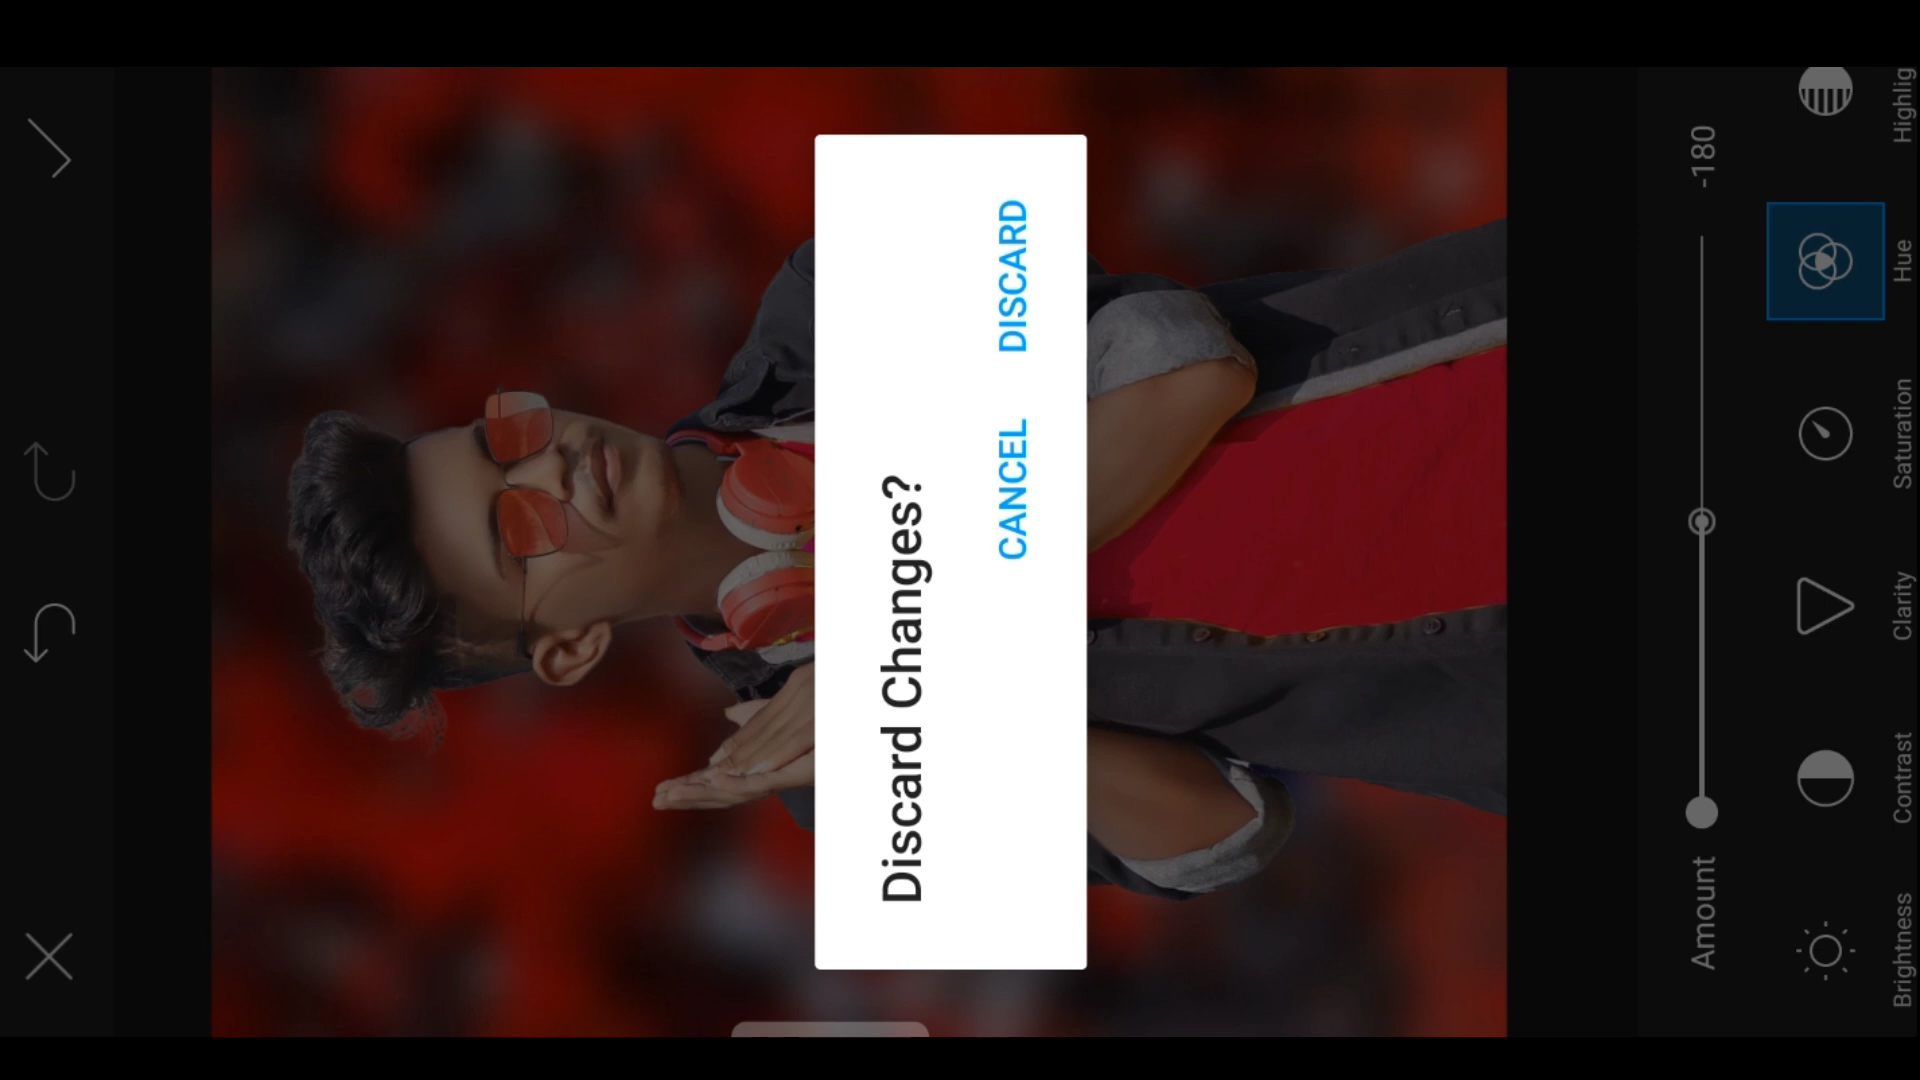 Discard Changes?
CANCEL DISCARD
Amount -180
Brightness Contrast Clarity Saturation Hue Highlig